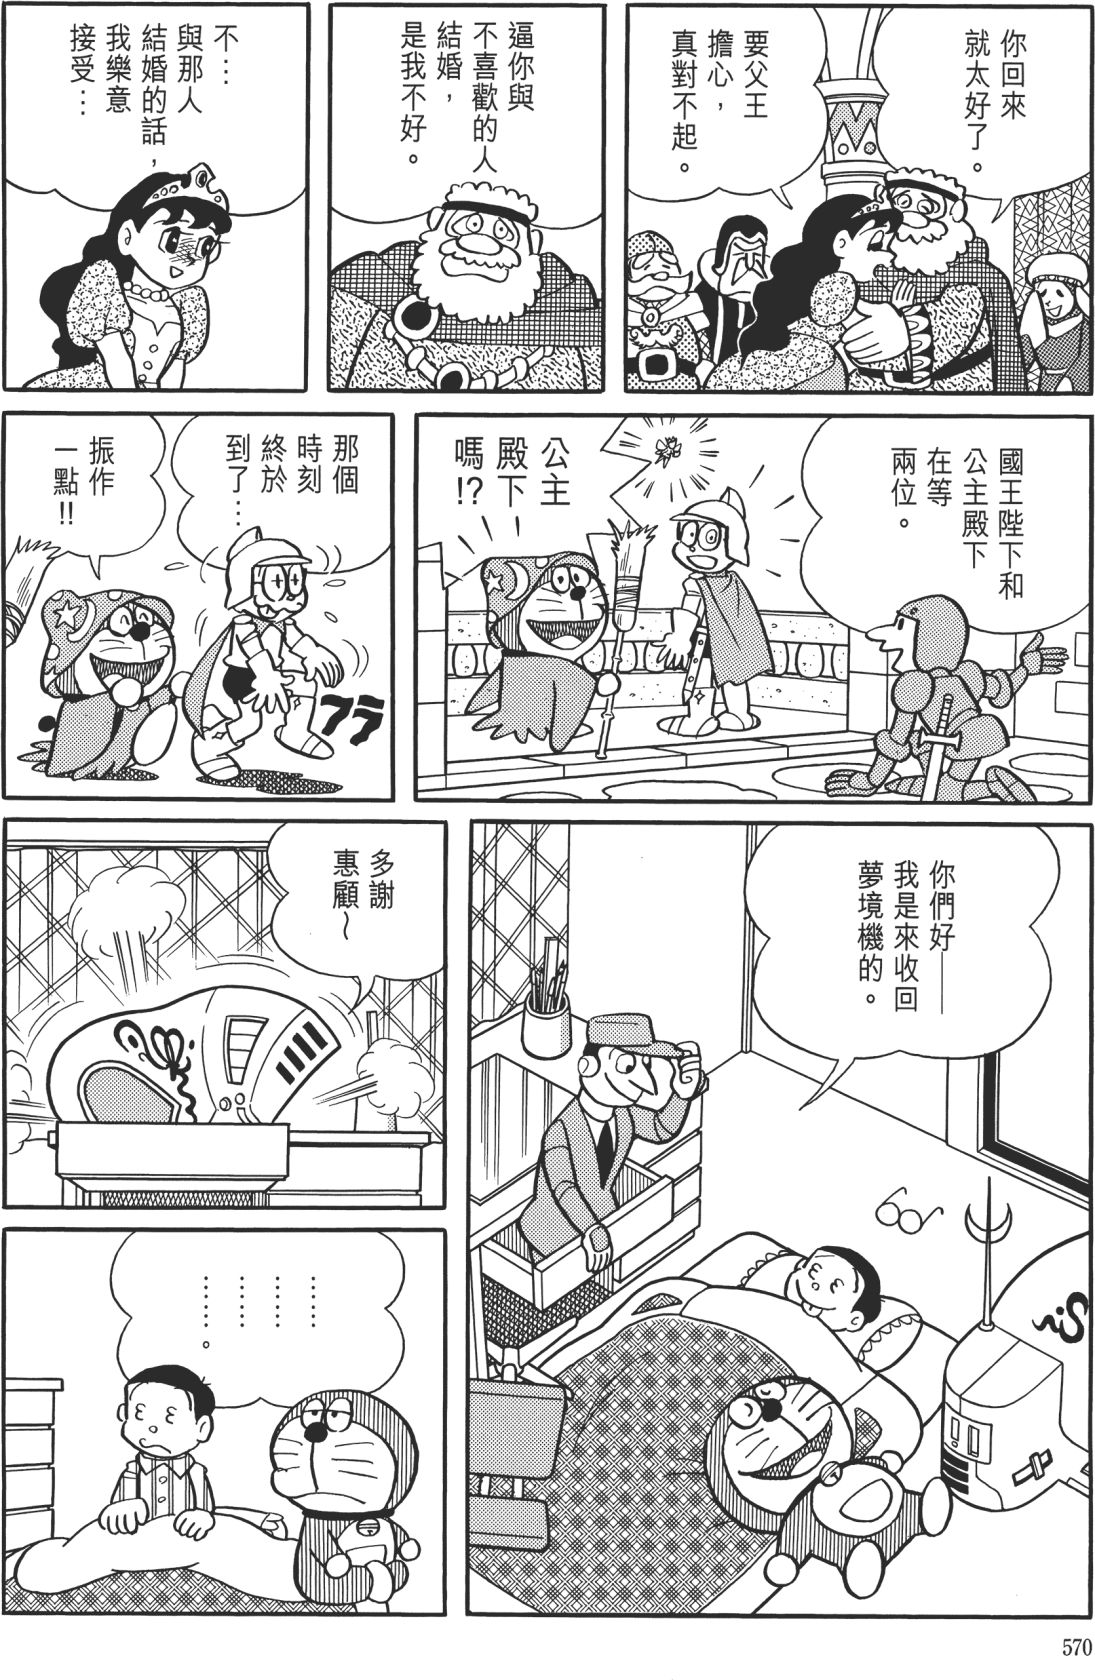 你回來
就太好了。
要父王
擔心，
真對不起。
逼你與
不喜歡的人
結婚，
是我不好。
不…
與那人
結婚的話，
我樂意
接受…
國王陛下和
公主殿下
在等
兩位。
公主
殿下
嗎!?
那個
時刻
終於
到了…
フラ
振作
一點!!
你們好——
我是來收回
夢境機的。
多謝
惠顧～
……
……
……
……。
570